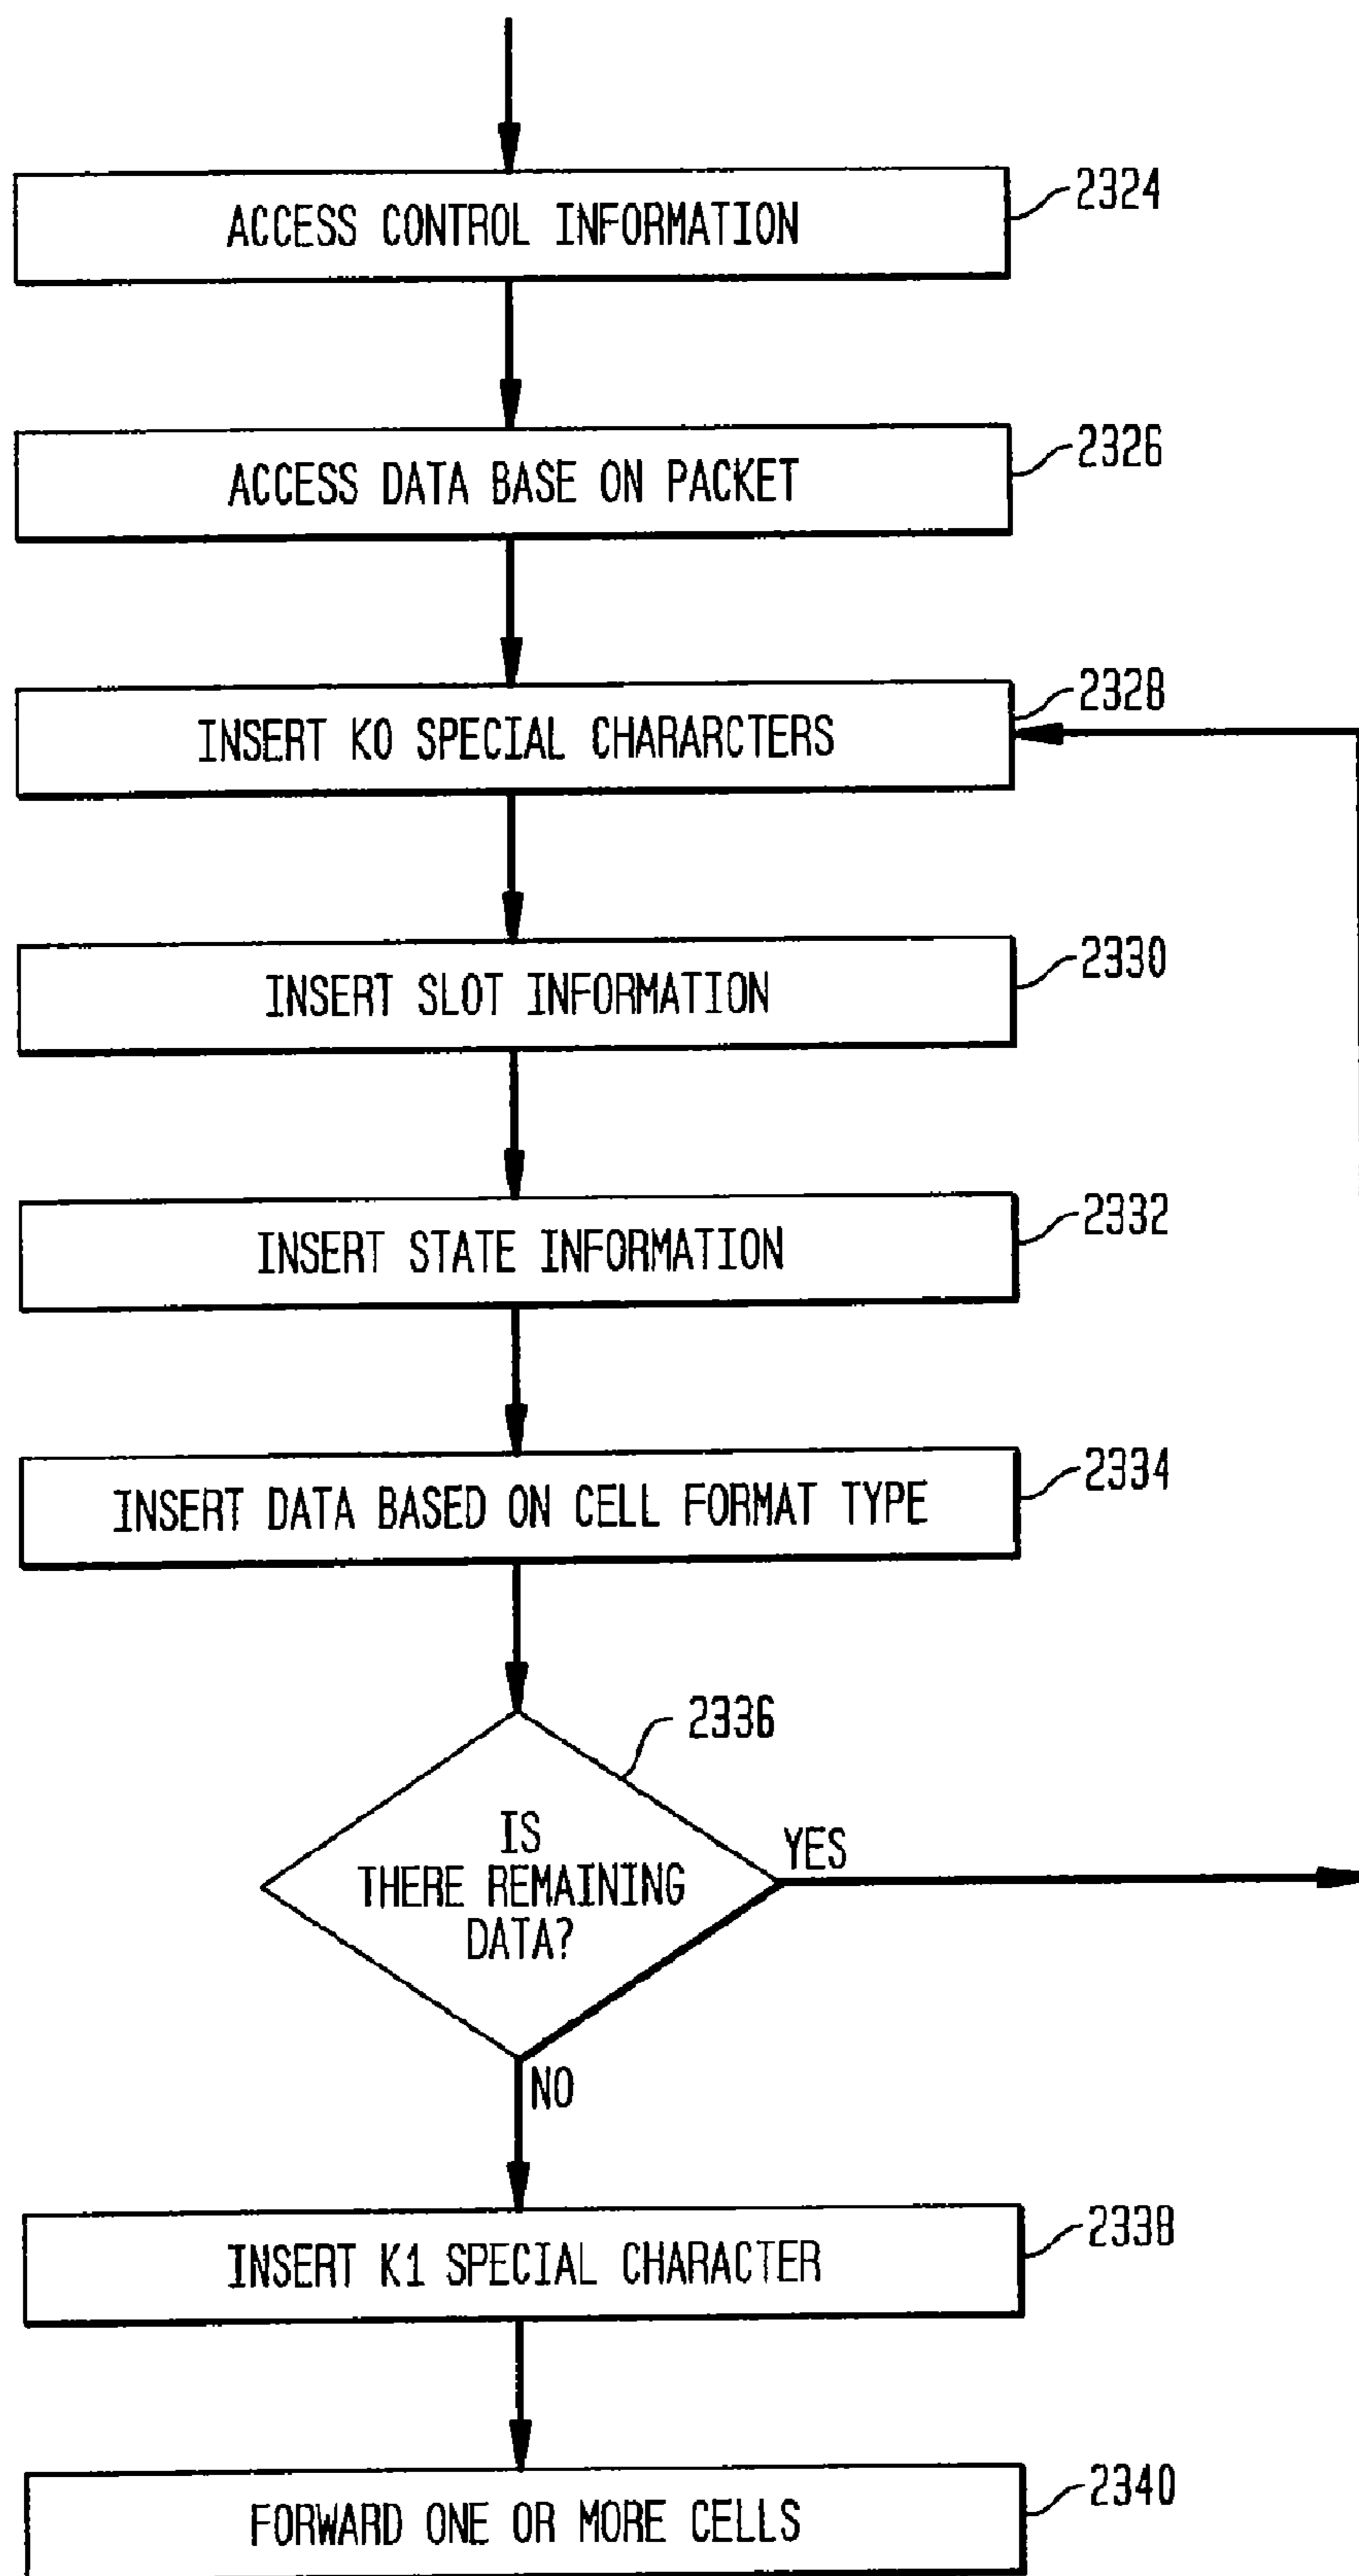 ACCESS CONTROL INFORMATION
2324
ACCESS DATA BASE ON PACKET
2326
INSERT K0 SPECIAL CHARARCTERS
2328
INSERT SLOT INFORMATION
2330
INSERT STATE INFORMATION
2332
INSERT DATA BASED ON CELL FORMAT TYPE
2334
2336
IS
THERE REMAINING
DATA?
YES
NO
INSERT K1 SPECIAL CHARACTER
2338
FORWARD ONE OR MORE CELLS
2340